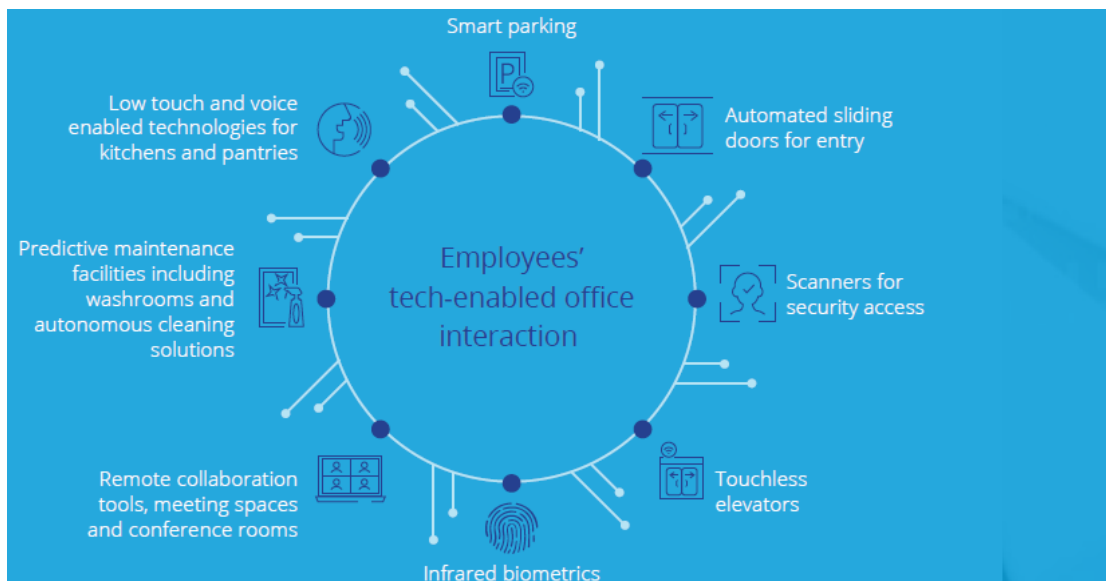 Smart parking
P
Automated sliding
doors for entry
Scanners for
security access
Touchless
elevators
Infrared biometrics
Remote collaboration
tools, meeting spaces
and conference rooms
Predictive maintenance
facilities including
washrooms and
autonomous cleaning
solutions
Low touch and voice
enabled technologies for
kitchens and pantries
Employees’
tech-enabled office
interaction